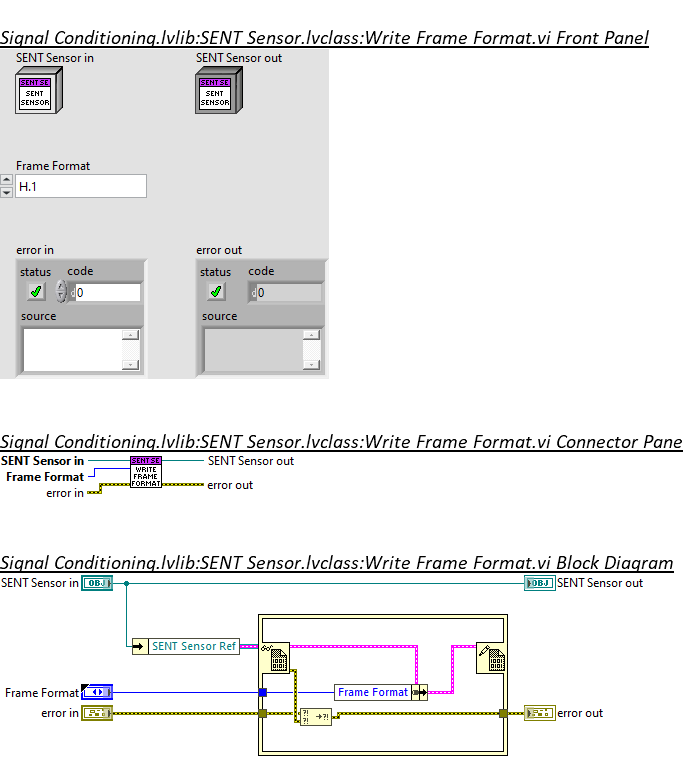 Signal Conditioning.lvlib:SENT Sensor.lvclass:Write Frame Format.vi Front Panel
SENT Sensor in SENT Sensor out
SENT SE SENT SE
SENT SENT
SENSOR SENSOR
Frame Format
H.1
error in error out
status code status code
d 0 d 0
source source
Signal Conditioning.lvlib:SENT Sensor.lvclass:Write Frame Format.vi Connector Pane
SENT Sensor in SENT SE SENT Sensor out
Frame Format WRITE
FRAME
error in FORMAT error out
Signal Conditioning.lvlib:SENT Sensor.lvclass:Write Frame Format.vi Block Diagram
SENT Sensor in OBJ OBJ SENT Sensor out
SENT Sensor Ref
Frame Format Frame Format
error in ?! ?! ?! error out